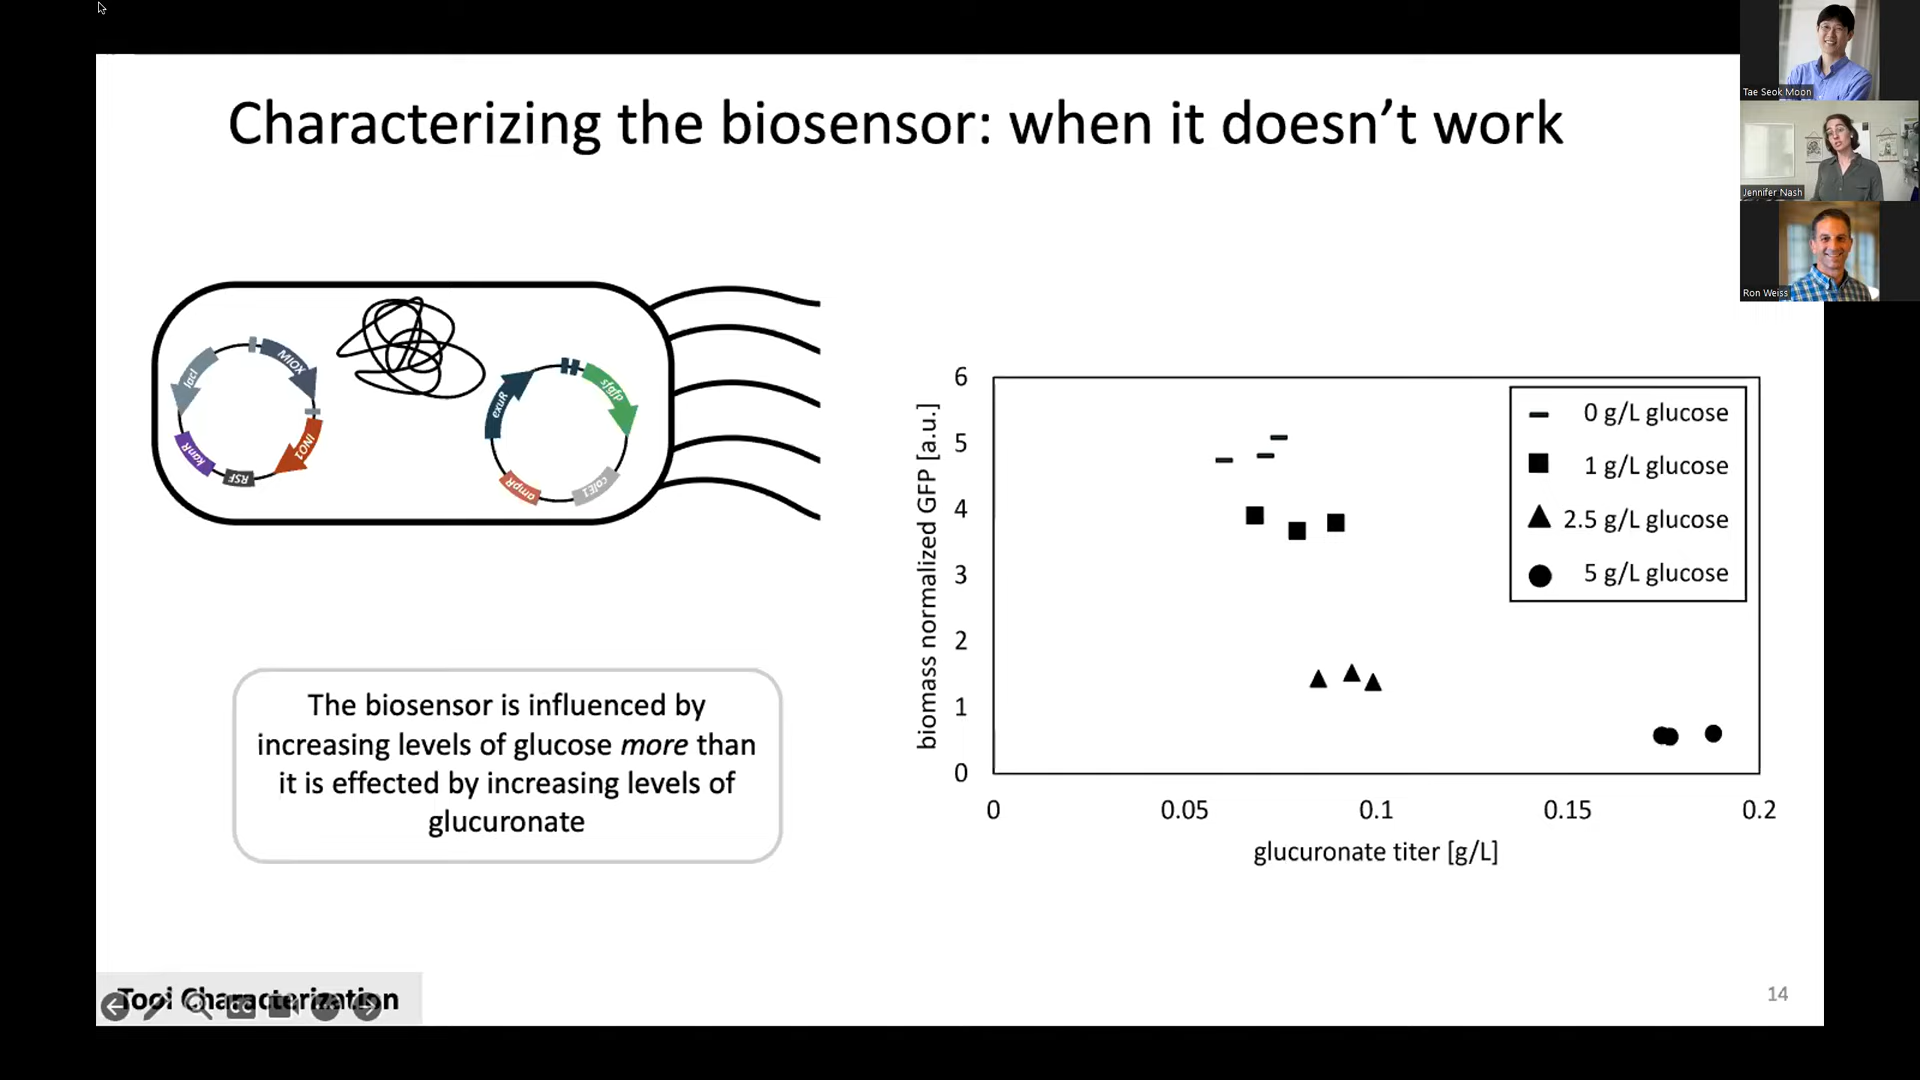 Characterizing the biosensor: when it doesn't work
Tae Seok Moon
Jennifer Nash
Ron Weiss
lacI
MIOX
INO1
RSF
kanR
exuR
sfgfp
colE1
ampR
The biosensor is influenced by
increasing levels of glucose more than
it is effected by increasing levels of
glucuronate
biomass normalized GFP [a.u.]
6
5
4
3
2
1
0
0 g/L glucose
1 g/L glucose
2.5 g/L glucose
5 g/L glucose
0
0.05
0.1
0.15
0.2
glucuronate titer [g/L]
Tool Characterization
CC
14